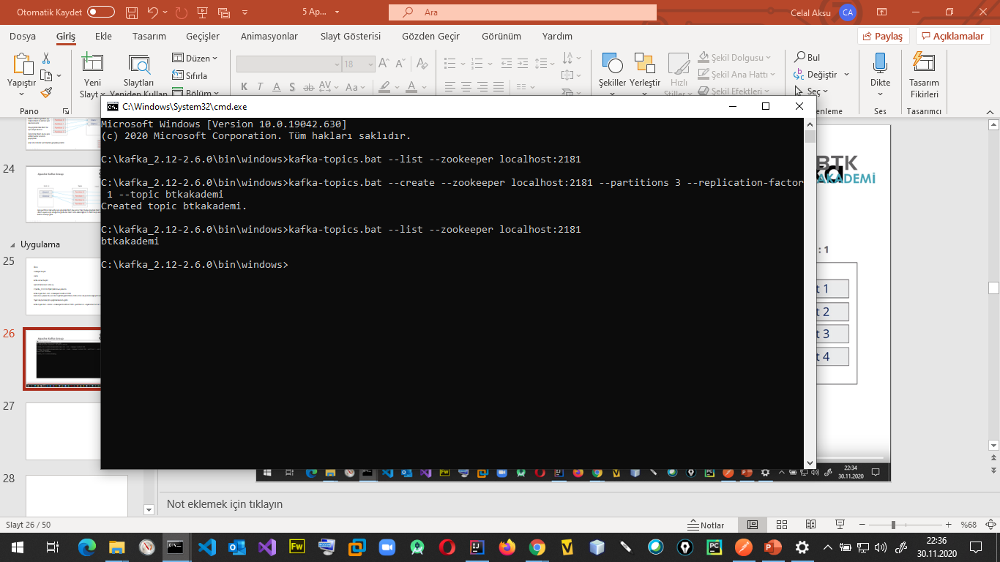 Otomatik Kaydet
5 Ap...
Ara
Celal Aksu
CA
Dosya
Giriş
Ekle
Tasarım
Geçişler
Animasyonlar
Slayt Gösterisi
Gözden Geçir
Görünüm
Yardım
Paylaş
Açıklamalar
Yapıştır
Yeni
Slayt
Slaytları
Yeniden Kullan
Düzen
Sıfırla
Bölüm
18
Şekiller
Yerleştir
Hızlı
Stiller
Şekil Dolgusu
Şekil Ana Hattı
Şekil Efektleri
Bul
Değiştir
Seç
Dikte
Tasarım
Fikirleri
Pano
enleme
Ses
Tasarımcı
C:\Windows\System32\cmd.exe
Microsoft Windows [Version 10.0.19042.630]
(c) 2020 Microsoft Corporation. Tüm hakları saklıdır.
C:\kafka_2.12-2.6.0\bin\windows>kafka-topics.bat --list --zookeeper localhost:2181
C:\kafka_2.12-2.6.0\bin\windows>kafka-topics.bat --create --zookeeper localhost:2181 --partitions 3 --replication-factor
1 --topic btkakademi
Created topic btkakademi.
C:\kafka_2.12-2.6.0\bin\windows>kafka-topics.bat --list --zookeeper localhost:2181
btkakademi
C:\kafka_2.12-2.6.0\bin\windows>
24
Apache Kafka Group
Uygulama
25
26
Apache Kafka Group
27
28
BTK
AKADEMİ
: 1
t 1
t 2
t 3
t 4
22:34
30.11.2020
Not eklemek için tıklayın
Slayt 26 / 50
Notlar
%68
22:36
30.11.2020